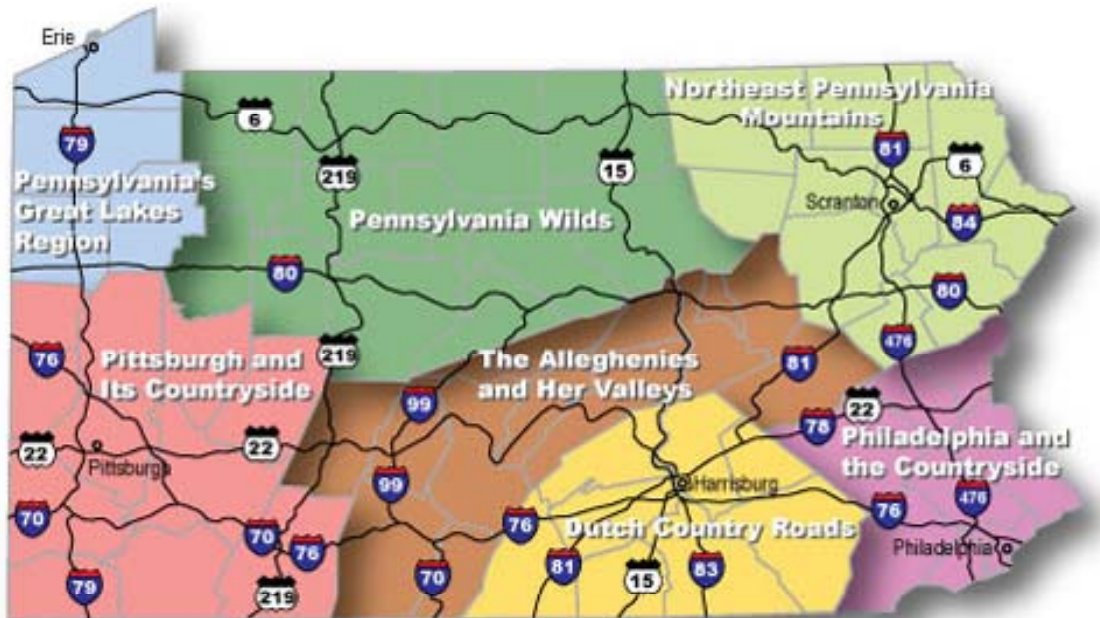 Erie
6
79
219
15
Northeast Pennsylvania
Mountains
81
6
Pennsylvania's
Great Lakes
Region
Pennsylvania Wilds
Scranton
84
80
80
76
Pittsburgh and
Its Countryside
219
The Alleghenies
and Her Valleys
81
476
99
22
22
22
78
Philadelphia and
the Countryside
Pittsburgh
99
Harrisburg
476
70
70
76
76
Dutch Country Roads
76
Philadelphia
79
219
70
81
15
83